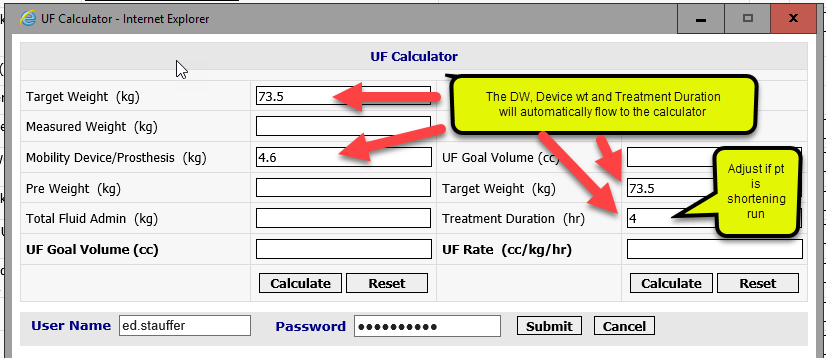 UF Calculator - Internet Explorer
UF Calculator
Target Weight (kg) 73.5
The DW, Device wt and Treatment Duration
will automatically flow to the calculator
Measured Weight (kg)
Mobility Device/Prosthesis (kg) 4.6 UF Goal Volume (cc)
Adjust if pt
is
shortening
run
Pre Weight (kg) Target Weight (kg) 73.5
Total Fluid Admin (kg) Treatment Duration (hr) 4
UF Goal Volume (cc) UF Rate (cc/kg/hr)
Calculate Reset Calculate Reset
User Name ed.stauffer Password ●●●●●●●●●● Submit Cancel